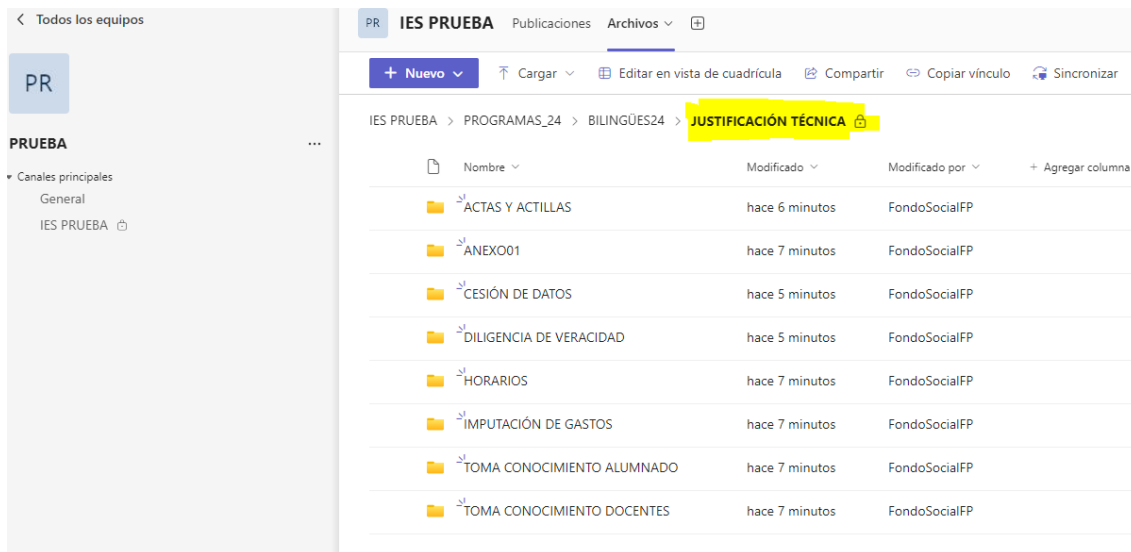 Todos los equipos
PR
PRUEBA
...
Canales principales
General
IES PRUEBA
PR IES PRUEBA Publicaciones Archivos
+ Nuevo Cargar Editar en vista de cuadrícula Compartir Copiar vínculo Sincronizar
IES PRUEBA > PROGRAMAS_24 > BILINGÜES24 > JUSTIFICACIÓN TÉCNICA
Nombre Modificado Modificado por + Agregar columna
ACTAS Y ACTILLAS hace 6 minutos FondoSocialFP
ANEXO01 hace 7 minutos FondoSocialFP
CESIÓN DE DATOS hace 5 minutos FondoSocialFP
DILIGENCIA DE VERACIDAD hace 5 minutos FondoSocialFP
HORARIOS hace 7 minutos FondoSocialFP
IMPUTACIÓN DE GASTOS hace 7 minutos FondoSocialFP
TOMA CONOCIMIENTO ALUMNADO hace 7 minutos FondoSocialFP
TOMA CONOCIMIENTO DOCENTES hace 7 minutos FondoSocialFP